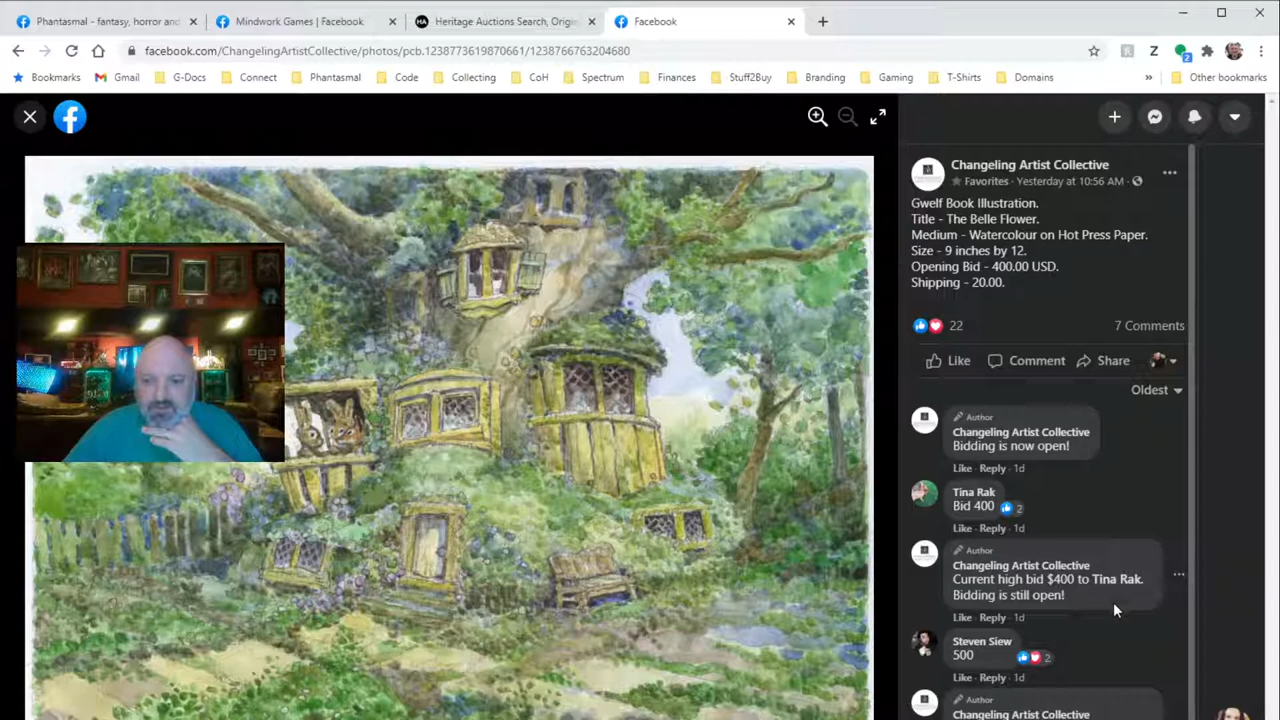 Phantasmal - fantasy, horror and
Mindwork Games | Facebook
HA Heritage Auctions Search, Origin
Facebook
facebook.com/ChangelingArtistCollective/photos/pcb.1238773619870661/1238766763204680
Z
2
Bookmarks Gmail G-Docs Connect Phantasmal Code Collecting CoH Spectrum Finances Stuff2Buy Branding Gaming T-Shirts Domains » Other bookmarks
Changeling Artist Collective
Favorites · Yesterday at 10:56 AM ·
Gwelf Book Illustration.
Title - The Belle Flower.
Medium - Watercolour on Hot Press Paper.
Size - 9 inches by 12.
Opening Bid - 400.00 USD.
Shipping - 20.00.
22 7 Comments
Like Comment Share
Oldest
Author
Changeling Artist Collective
Bidding is now open!
Like · Reply · 1d
Tina Rak
Bid 400 2
Like · Reply · 1d
Author
Changeling Artist Collective
Current high bid $400 to Tina Rak.
Bidding is still open!
Like · Reply · 1d
Steven Siew
500 2
Like · Reply · 1d
Author
Changeling Artist Collective